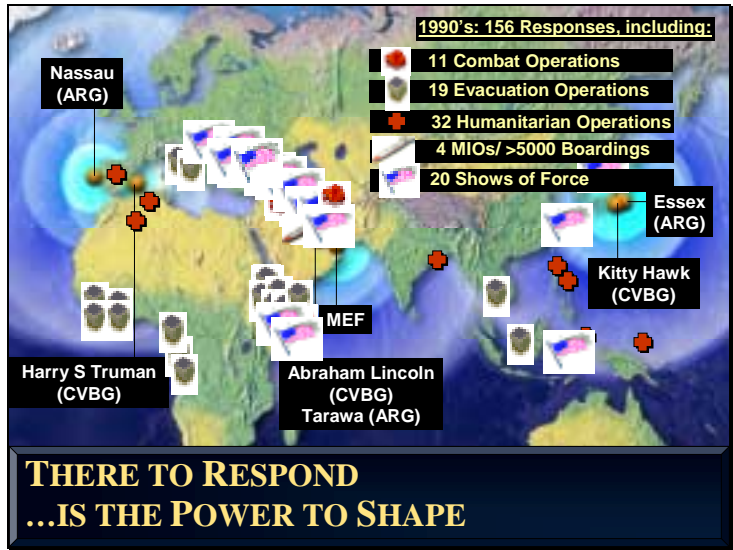 1990's: 156 Responses, including:
11 Combat Operations
19 Evacuation Operations
32 Humanitarian Operations
4 MIOs/ >5000 Boardings
20 Shows of Force
Nassau
(ARG)
Essex
(ARG)
Kitty Hawk
(CVBG)
MEF
Harry S Truman
(CVBG)
Abraham Lincoln
(CVBG)
Tarawa (ARG)
THERE TO RESPOND
…IS THE POWER TO SHAPE